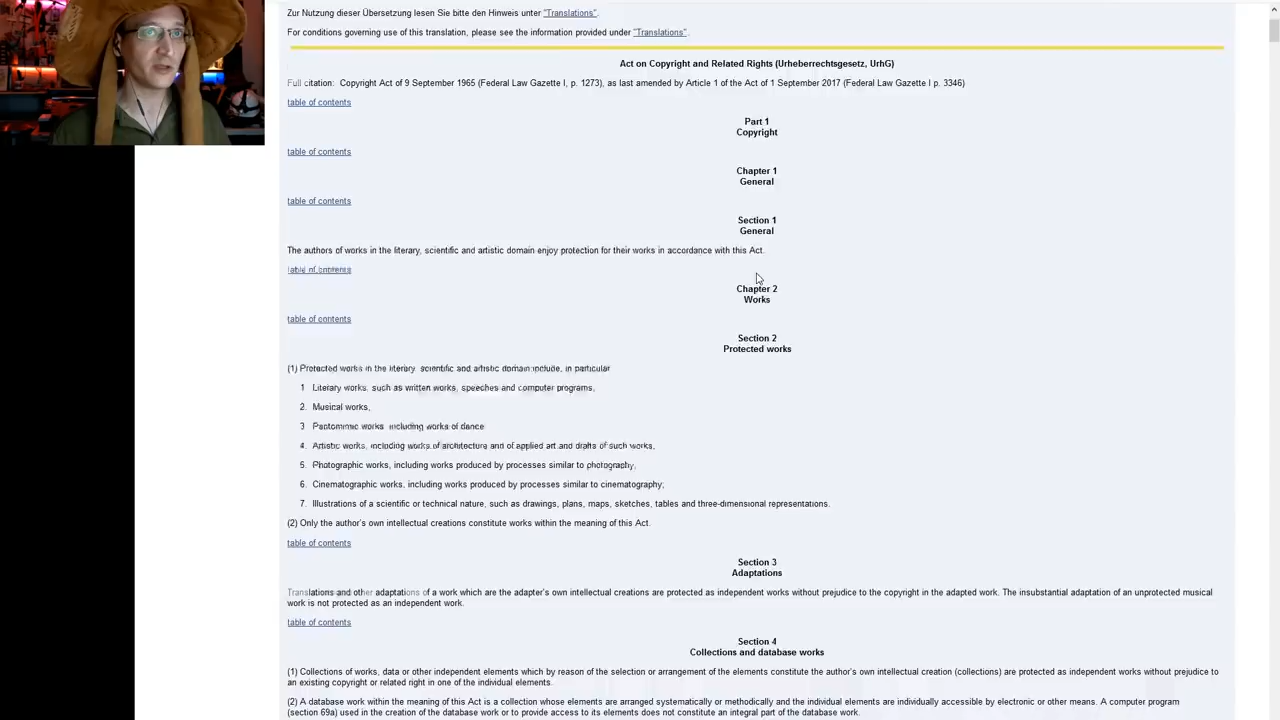 Zur Nutzung dieser Übersetzung lesen Sie bitte den Hinweis unter "Translations".
For conditions governing use of this translation, please see the information provided under "Translations".
Act on Copyright and Related Rights (Urheberrechtsgesetz, UrhG)
Full citation: Copyright Act of 9 September 1965 (Federal Law Gazette I, p. 1273), as last amended by Article 1 of the Act of 1 September 2017 (Federal Law Gazette I p. 3346)
table of contents
Part 1
Copyright
table of contents
Chapter 1
General
table of contents
Section 1
General
The authors of works in the literary, scientific and artistic domain enjoy protection for their works in accordance with this Act.
table of contents
Chapter 2
Works
table of contents
Section 2
Protected works
(1) Protected works in the literary, scientific and artistic domain include, in particular
1 Literary works, such as written works, speeches and computer programs,
2. Musical works,
3 Pantomimic works, including works of dance
4. Artistic works, including works of architecture and of applied art and drafts of such works,
5. Photographic works, including works produced by processes similar to photography,
6. Cinematographic works, including works produced by processes similar to cinematography;
7. Illustrations of a scientific or technical nature, such as drawings, plans, maps, sketches, tables and three-dimensional representations.
(2) Only the author's own intellectual creations constitute works within the meaning of this Act.
table of contents
Section 3
Adaptations
Translations and other adaptations of a work which are the adapter's own intellectual creations are protected as independent works without prejudice to the copyright in the adapted work. The insubstantial adaptation of an unprotected musical
work is not protected as an independent work.
table of contents
Section 4
Collections and database works
(1) Collections of works, data or other independent elements which by reason of the selection or arrangement of the elements constitute the author's own intellectual creation (collections) are protected as independent works without prejudice to
an existing copyright or related right in one of the individual elements.
(2) A database work within the meaning of this Act is a collection whose elements are arranged systematically or methodically and the individual elements are individually accessible by electronic or other means. A computer program
(section 69a) used in the creation of the database work or to provide access to its elements does not constitute an integral part of the database work.